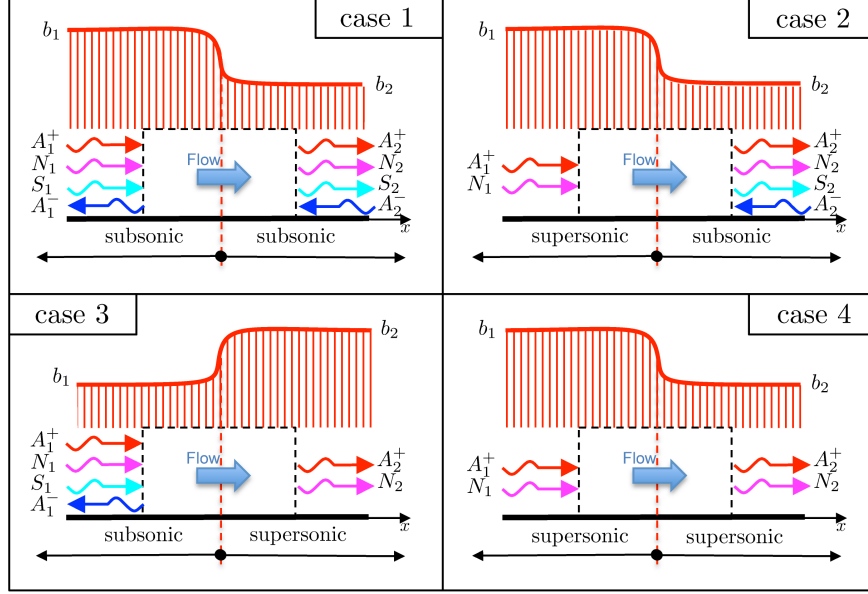 case 1
b₁
b₂
A₁⁺ A₂⁺
N₁ Flow N₂
S₁ S₂
A₁⁻ A₂⁻
x
subsonic subsonic
case 2
b₁
b₂
A₁⁺ Flow A₂⁺
N₁ N₂
S₂
A₂⁻
x
supersonic subsonic
case 3
b₂
b₁
A₁⁺
N₁ Flow A₂⁺
S₁ N₂
A₁⁻
x
subsonic supersonic
case 4
b₁
b₂
A₁⁺ Flow A₂⁺
N₁ N₂
x
supersonic supersonic